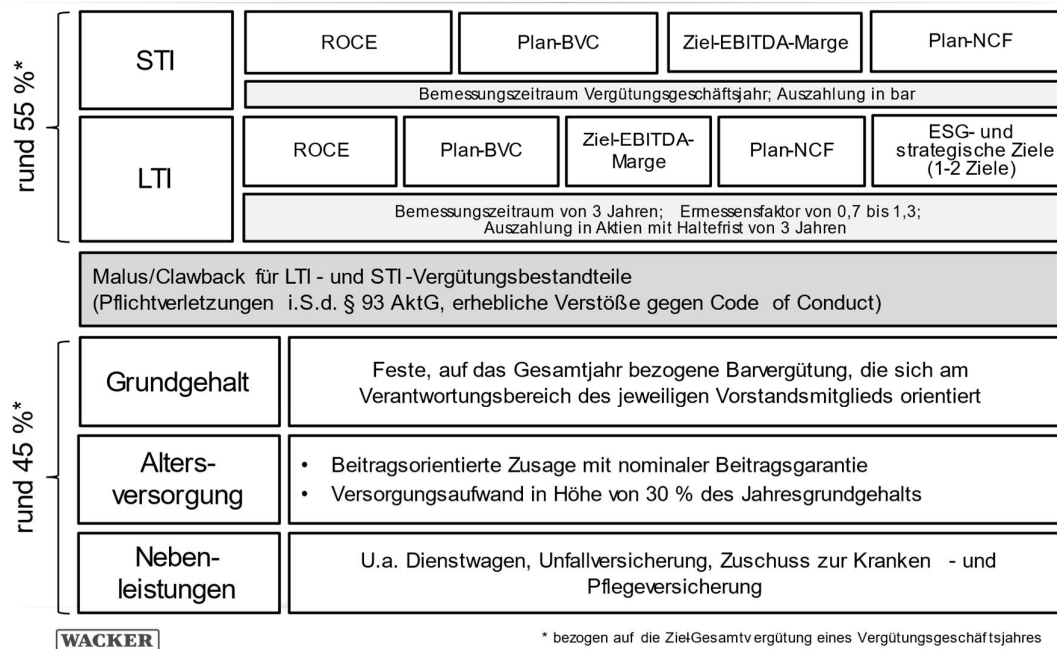 rund 55 %*
STI
ROCE
Plan-BVC
Ziel-EBITDA-Marge
Plan-NCF
Bemessungszeitraum Vergütungsgeschäftsjahr; Auszahlung in bar
LTI
ROCE
Plan-BVC
Ziel-EBITDA-
Marge
Plan-NCF
ESG- und
strategische Ziele
(1-2 Ziele)
Bemessungszeitraum von 3 Jahren; Ermessensfaktor von 0,7 bis 1,3;
Auszahlung in Aktien mit Haltefrist von 3 Jahren
Malus/Clawback für LTI - und STI-Vergütungsbestandteile
(Pflichtverletzungen i.S.d. § 93 AktG, erhebliche Verstöße gegen Code of Conduct)
rund 45 %*
Grundgehalt
Feste, auf das Gesamtjahr bezogene Barvergütung, die sich am
Verantwortungsbereich des jeweiligen Vorstandsmitglieds orientiert
Alters-
versorgung
• Beitragsorientierte Zusage mit nominaler Beitragsgarantie
• Versorgungsaufwand in Höhe von 30 % des Jahresgrundgehalts
Neben-
leistungen
U.a. Dienstwagen, Unfallversicherung, Zuschuss zur Kranken - und
Pflegeversicherung
WACKER
* bezogen auf die Ziel-Gesamtvergütung eines Vergütungsgeschäftsjahres